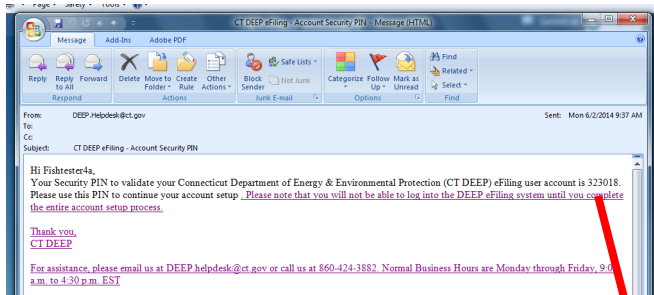 Page Safety Tools
CT DEEP eFiling - Account Security PIN - Message (HTML)
Message Add-Ins Adobe PDF
Reply Reply to All Forward Delete Move to Folder Create Rule Other Actions Block Sender Safe Lists Not Junk Categorize Follow Up Mark as Unread Find Related Select
Respond Actions Junk E-mail Options Find
From: DEEP.Helpdesk@ct.gov Sent: Mon 6/2/2014 9:37 AM
To:
Cc:
Subject: CT DEEP eFiling - Account Security PIN
Hi Fishtester4a,
Your Security PIN to validate your Connecticut Department of Energy & Environmental Protection (CT DEEP) eFiling user account is 323018.
Please use this PIN to continue your account setup . Please note that you will not be able to log into the DEEP eFiling system until you complete
the entire account setup process.
Thank you,
CT DEEP
For assistance, please email us at DEEP.helpdesk@ct.gov or call us at 860-424-3882. Normal Business Hours are Monday through Friday,
a.m. to 4:30 p.m. EST